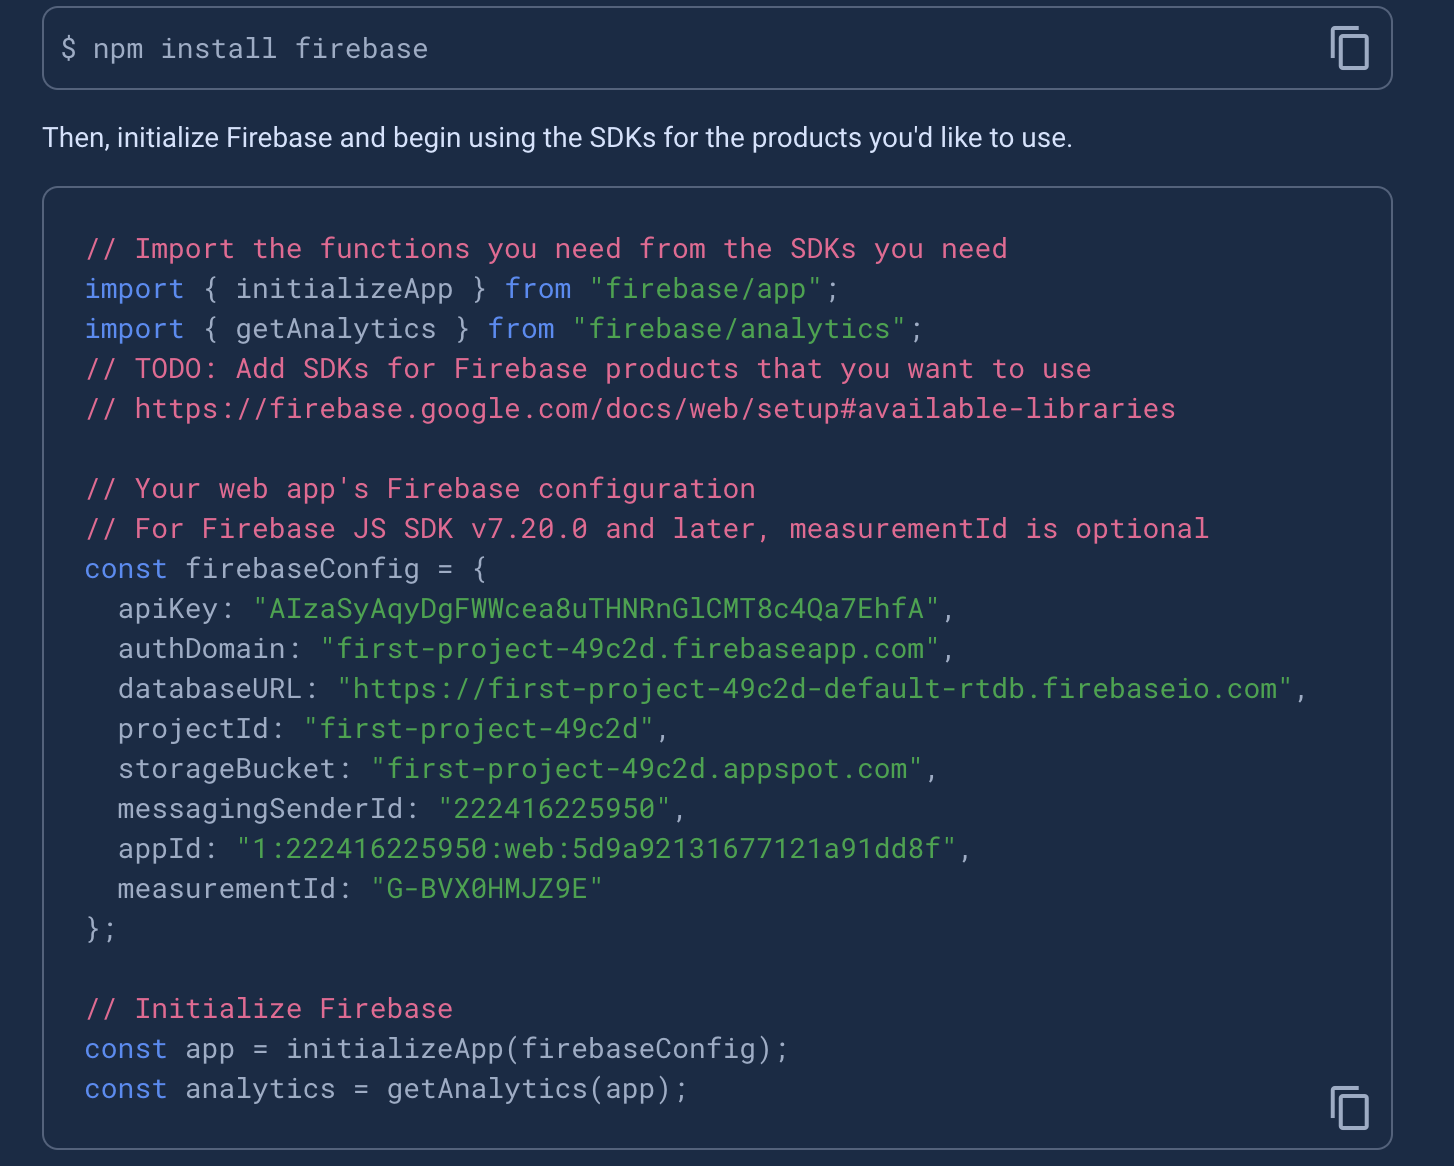 $ npm install firebase
Then, initialize Firebase and begin using the SDKs for the products you'd like to use.
// Import the functions you need from the SDKs you need
import { initializeApp } from "firebase/app";
import { getAnalytics } from "firebase/analytics";
// TODO: Add SDKs for Firebase products that you want to use
// https://firebase.google.com/docs/web/setup#available-libraries
// Your web app's Firebase configuration
// For Firebase JS SDK v7.20.0 and later, measurementId is optional
const firebaseConfig = {
  apiKey: "AIzaSyAqyDgFWWcea8uTHNRnGlCMT8c4Qa7EhfA",
  authDomain: "first-project-49c2d.firebaseapp.com",
  databaseURL: "https://first-project-49c2d-default-rtdb.firebaseio.com",
  projectId: "first-project-49c2d",
  storageBucket: "first-project-49c2d.appspot.com",
  messagingSenderId: "222416225950",
  appId: "1:222416225950:web:5d9a92131677121a91dd8f",
  measurementId: "G-BVX0HMJZ9E"
};
// Initialize Firebase
const app = initializeApp(firebaseConfig);
const analytics = getAnalytics(app);